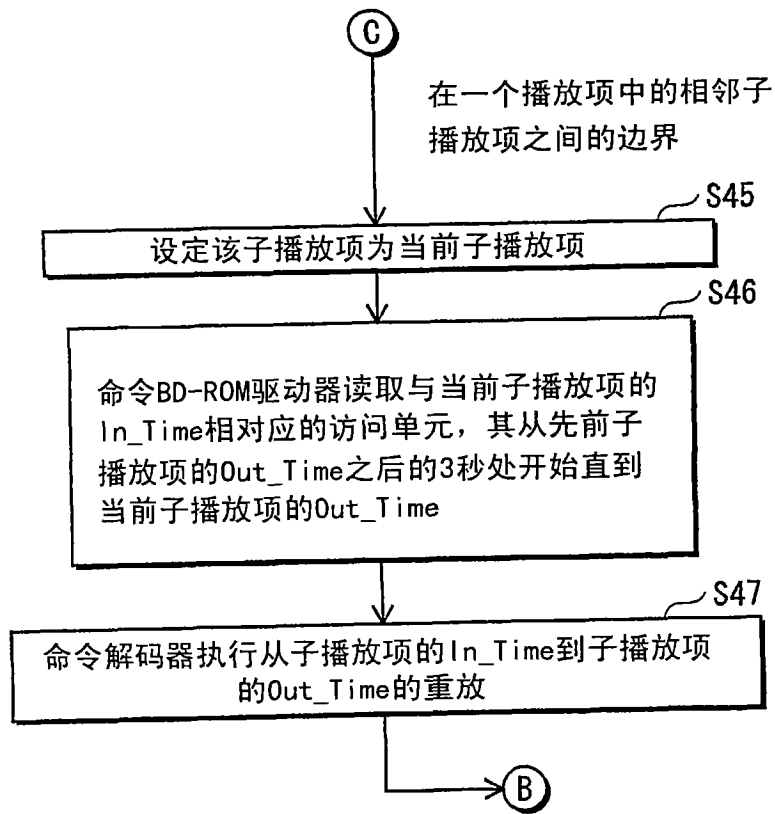 C
在一个播放项中的相邻子
播放项之间的边界
S45
设定该子播放项为当前子播放项
S46
命令BD-ROM驱动器读取与当前子播放项的
In_Time相对应的访问单元，其从先前子
播放项的Out_Time之后的3秒处开始直到
当前子播放项的Out_Time
S47
命令解码器执行从子播放项的In_Time到子播放项
的Out_Time的重放
B